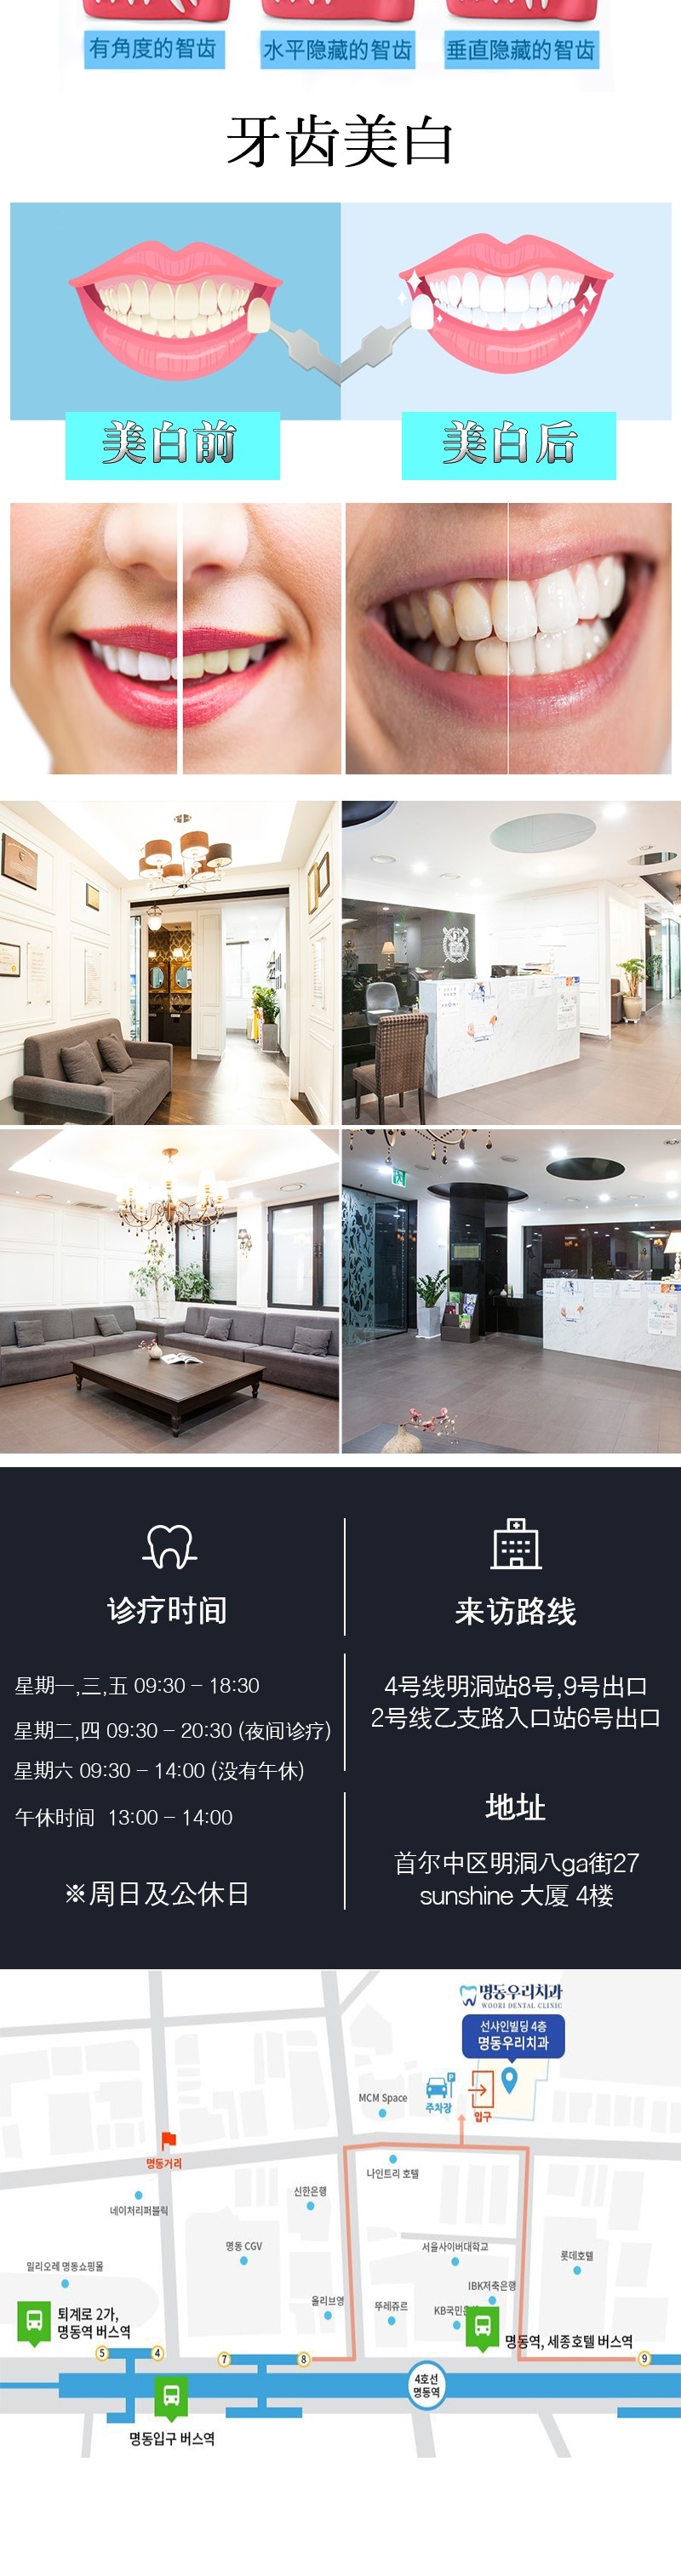 有角度的智齿 水平隐藏的智齿 垂直隐藏的智齿
牙齿美白
美白前 美白后
诊疗时间
星期一,三,五 09:30 – 18:30
星期二,四 09:30 – 20:30 (夜间诊疗)
星期六 09:30 – 14:00 (没有午休)
午休时间 13:00 – 14:00
※周日及公休日
来访路线
4号线明洞站8号,9号出口
2号线乙支路入口站6号出口
地址
首尔中区明洞八ga街27
sunshine 大厦 4楼
명동우리치과
WOORI DENTAL CLINIC
선샤인빌딩 4층
명동우리치과
MCM Space
주차장
입구
명동거리
나인트리 호텔
신한은행
네이처리퍼블릭
명동 CGV
서울사이버대학교
롯데호텔
밀리오레 명동쇼핑몰
IBK저축은행
올리브영
뚜레쥬르
KB국민은
퇴계로 2가,
명동역 버스역
명동역, 세종호텔 버스역
5 4 7 8 9
4호선
명동역
명동입구 버스역